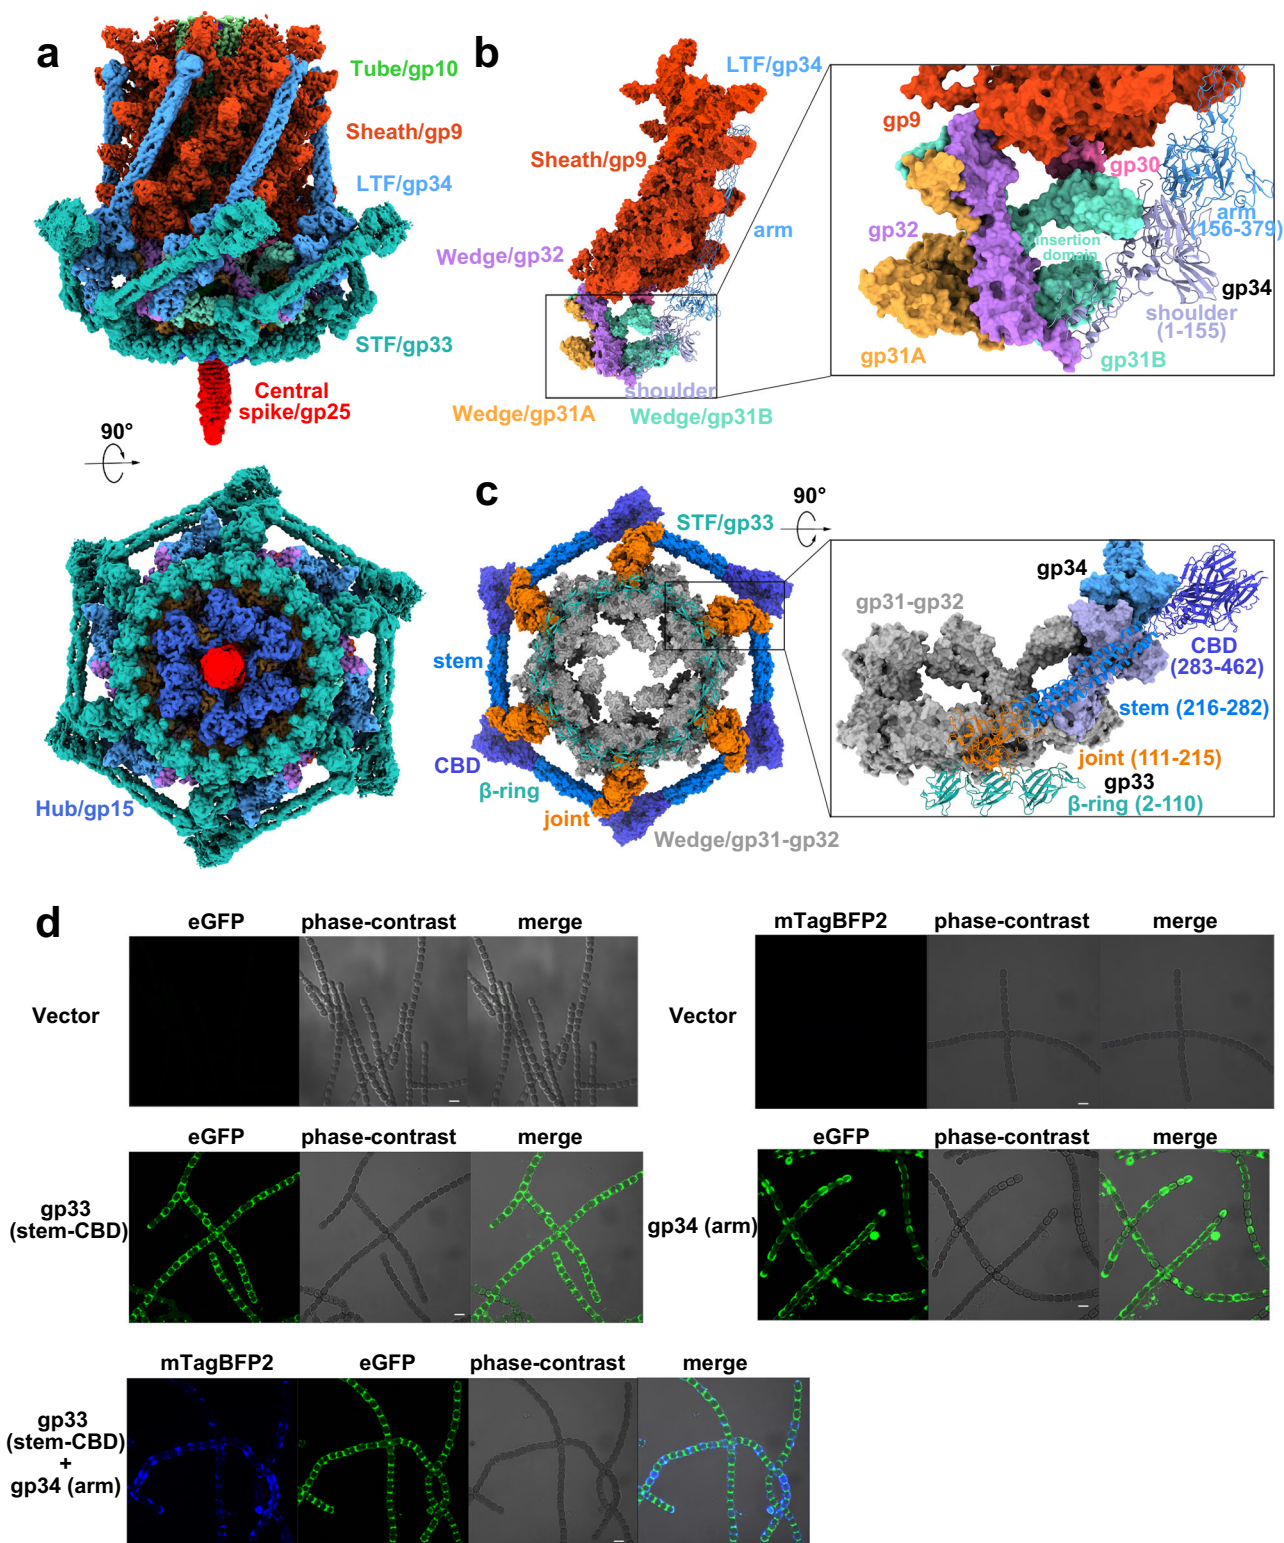 a
Tube/gp10
Sheath/gp9
LTF/gp34
STF/gp33
Central
spike/gp25
90°
Hub/gp15
b
LTF/gp34
Sheath/gp9
arm
Wedge/gp32
shoulder
Wedge/gp31A
Wedge/gp31B
gp9
gp30
arm
(156-379)
gp32
insertion
domain
gp34
shoulder
(1-155)
gp31A
gp31B
c
90°
STF/gp33
stem
CBD
β-ring
joint
Wedge/gp31-gp32
gp34
gp31-gp32
CBD
(283-462)
stem (216-282)
joint (111-215)
gp33
β-ring (2-110)
d
eGFP
phase-contrast
merge
Vector
mTagBFP2
phase-contrast
merge
Vector
eGFP
phase-contrast
merge
gp33
(stem-CBD)
eGFP
phase-contrast
merge
gp34 (arm)
mTagBFP2
eGFP
phase-contrast
merge
gp33
(stem-CBD)
+
gp34 (arm)